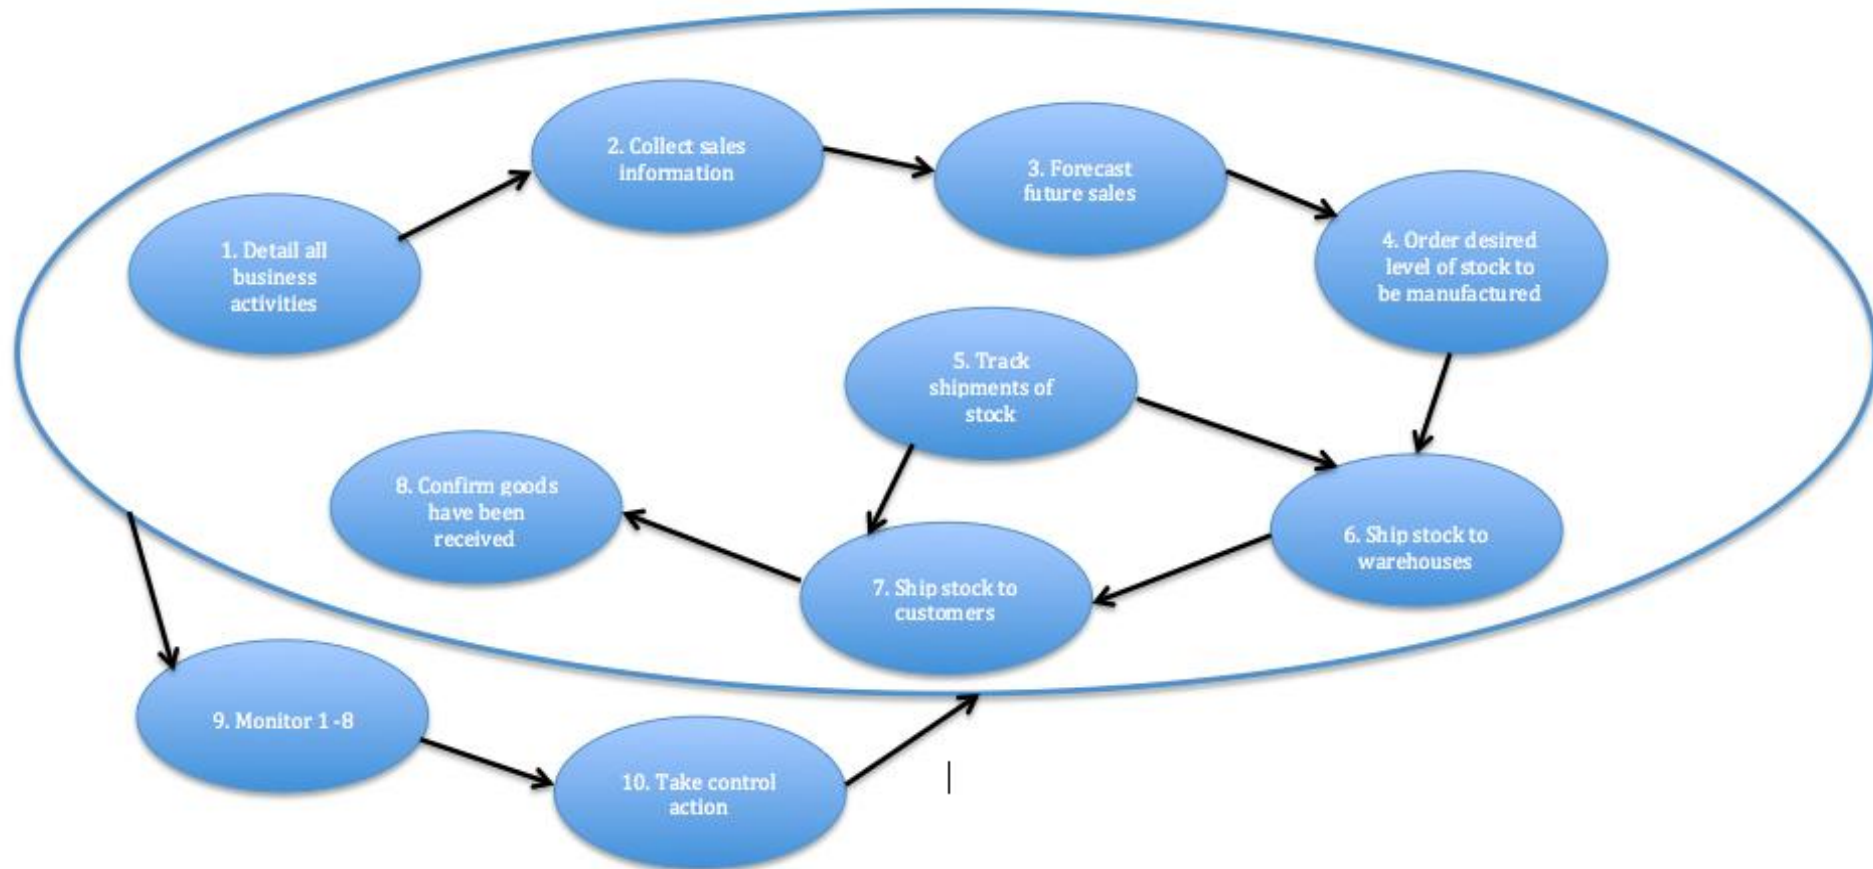 1. Detail all
business
activities
2. Collect sales
information
3. Forecast
future sales
4. Order desired
level of stock to
be manufactured
5. Track
shipments of
stock
6. Ship stock to
warehouses
7. Ship stock to
customers
8. Confirm goods
have been
received
9. Monitor 1 -8
10. Take control
action